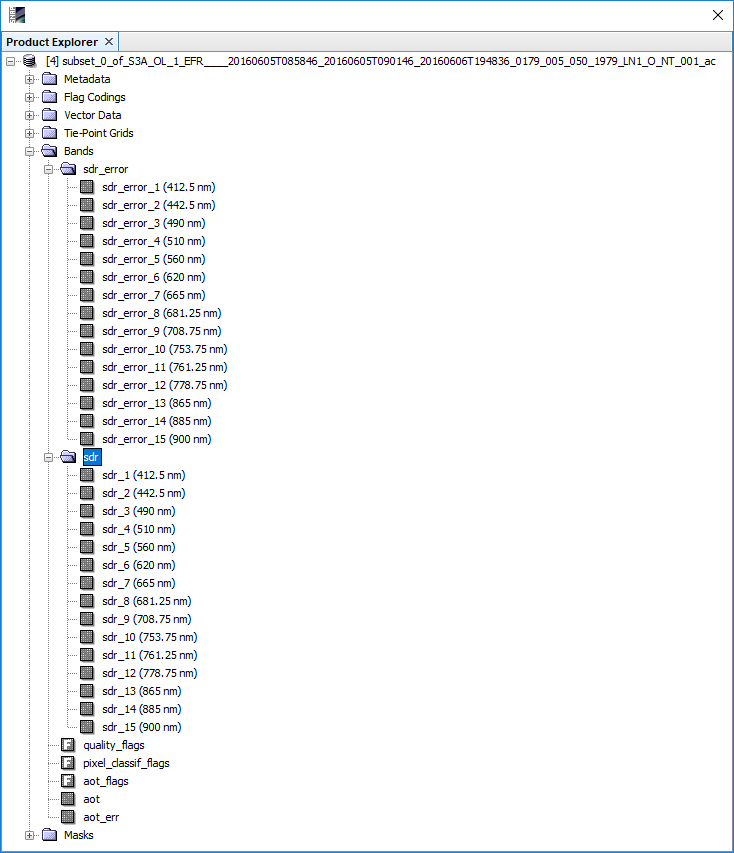 Product Explorer
[4] subset_0_of_S3A_OL_1_EFR____20160605T085846_20160605T090146_20160606T194836_0179_005_050_1979_LN1_O_NT_001_ac
Metadata
Flag Codings
Vector Data
Tie-Point Grids
Bands
sdr_error
sdr_error_1 (412.5 nm)
sdr_error_2 (442.5 nm)
sdr_error_3 (490 nm)
sdr_error_4 (510 nm)
sdr_error_5 (560 nm)
sdr_error_6 (620 nm)
sdr_error_7 (665 nm)
sdr_error_8 (681.25 nm)
sdr_error_9 (708.75 nm)
sdr_error_10 (753.75 nm)
sdr_error_11 (761.25 nm)
sdr_error_12 (778.75 nm)
sdr_error_13 (865 nm)
sdr_error_14 (885 nm)
sdr_error_15 (900 nm)
sdr
sdr_1 (412.5 nm)
sdr_2 (442.5 nm)
sdr_3 (490 nm)
sdr_4 (510 nm)
sdr_5 (560 nm)
sdr_6 (620 nm)
sdr_7 (665 nm)
sdr_8 (681.25 nm)
sdr_9 (708.75 nm)
sdr_10 (753.75 nm)
sdr_11 (761.25 nm)
sdr_12 (778.75 nm)
sdr_13 (865 nm)
sdr_14 (885 nm)
sdr_15 (900 nm)
quality_flags
pixel_classif_flags
aot_flags
aot
aot_err
Masks